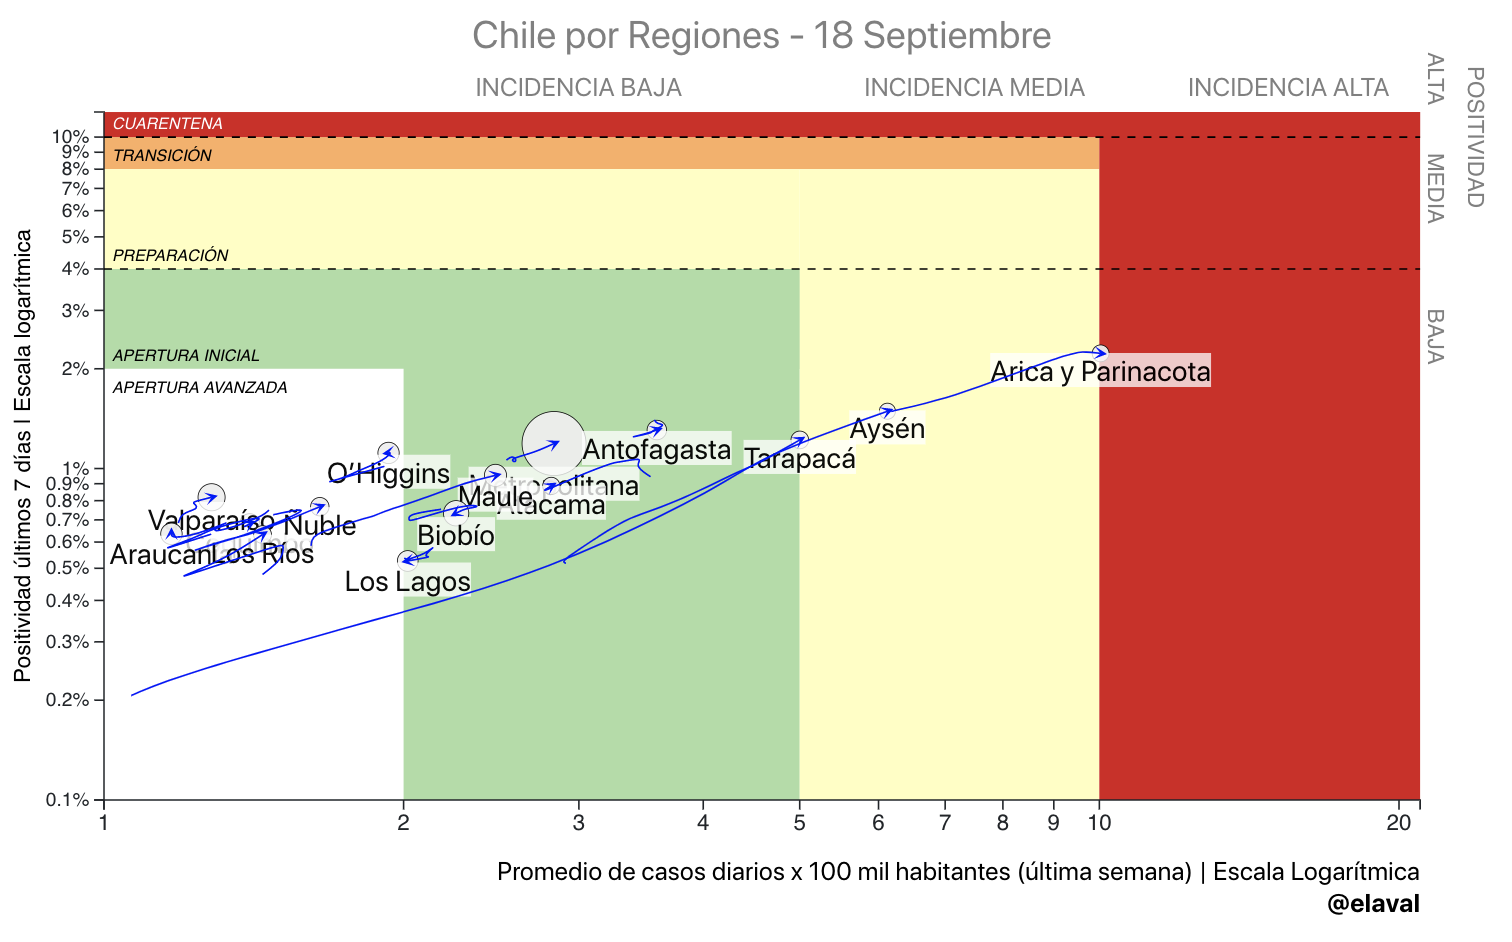 Chile por Regiones - 18 Septiembre
INCIDENCIA BAJA
INCIDENCIA MEDIA
INCIDENCIA ALTA
ALTA
MEDIA
BAJA
POSITIVIDAD
CUARENTENA
TRANSICIÓN
PREPARACIÓN
APERTURA INICIAL
APERTURA AVANZADA
Positividad últimos 7 días | Escala logarítmica
10%
9%
8%
7%
6%
5%
4%
3%
2%
1%
0.9%
0.8%
0.7%
0.6%
0.5%
0.4%
0.3%
0.2%
0.1%
Arica y Parinacota
Aysén
Antofagasta
Tarapacá
O'Higgins
Metropolitana
Maule
Atacama
Valparaíso
Ñuble
Biobío
Araucaní
Los Ríos
Los Lagos
1 2 3 4 5 6 7 8 9 10 20
Promedio de casos diarios x 100 mil habitantes (última semana) | Escala Logarítmica
@elaval